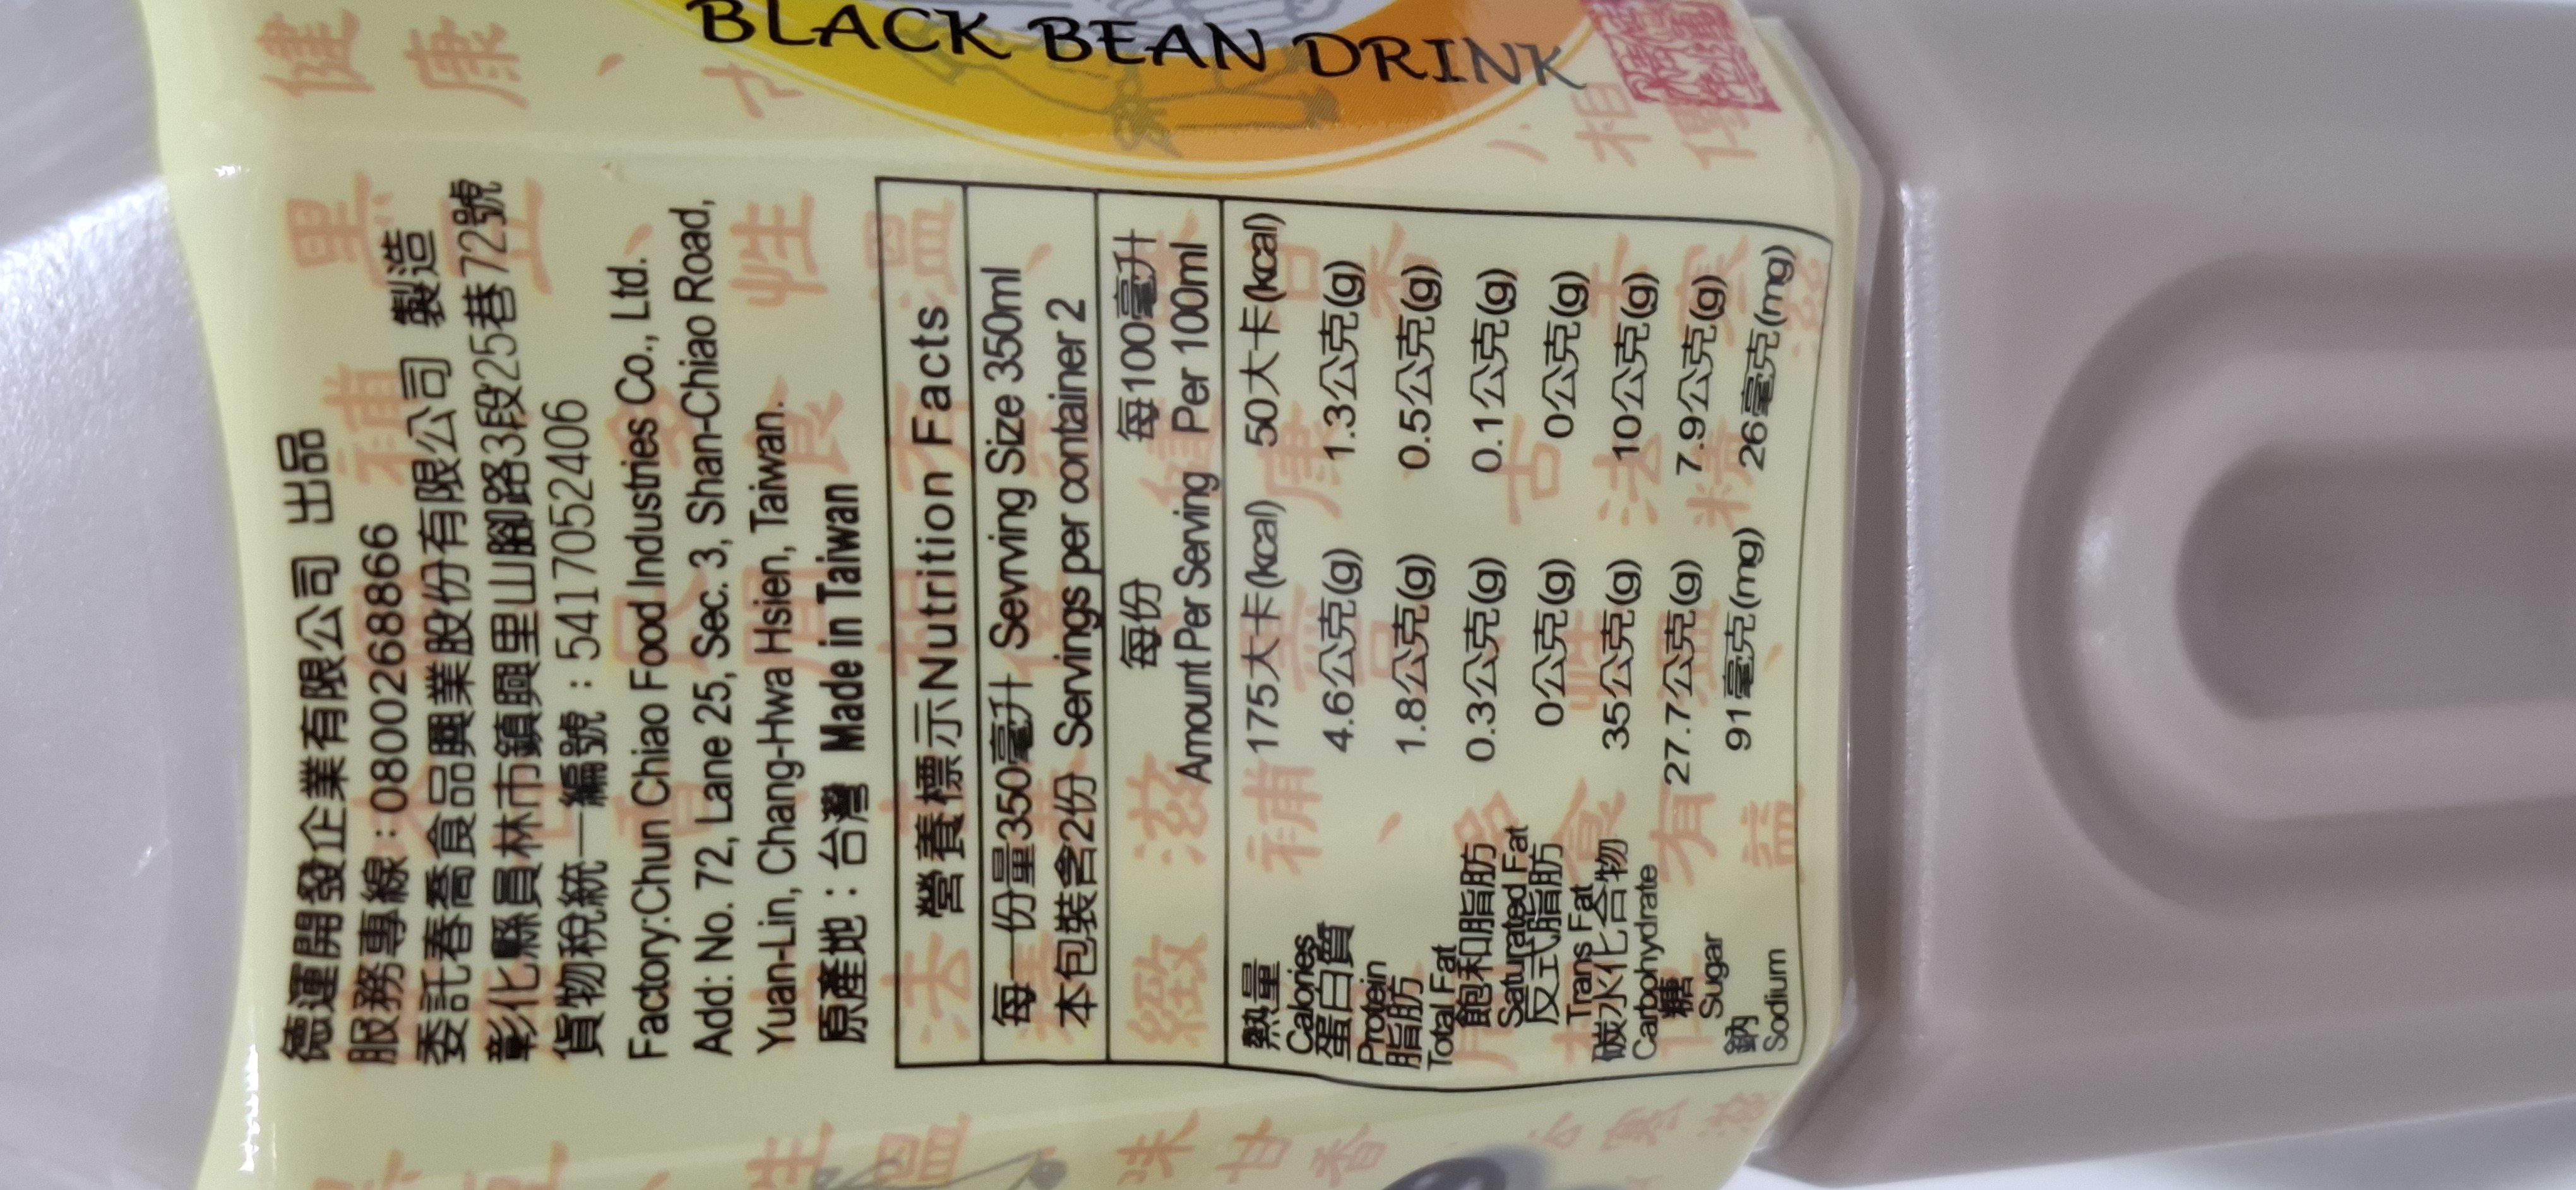 BLACK BEAN DRINK
德運開發企業有限公司 出品
服務專線:0800268866
委託春喬食品興業股份有限公司 製造
彰化縣員林市鎮興里山腳路3段25巷72號
貨物稅統一編號：5417052406
Factory:Chun Chiao Food Industries Co., Ltd.
Add: No. 72, Lane 25, Sec. 3, Shan-Chiao Road,
Yuan-Lin, Chang-Hwa Hsien, Taiwan.
原產地：台灣 Made in Taiwan
營養標示Nutrition Facts
每一份量350毫升 Sevrving Size 350ml
本包裝含2份 Servings per container 2
每份 每100毫升
Amount Per Serving Per 100ml
熱量 175大卡(kcal) 50大卡(kcal)
Calories
蛋白質 4.6公克(g) 1.3公克(g)
Protein
脂肪 1.8公克(g) 0.5公克(g)
Total Fat
飽和脂肪 0.3公克(g) 0.1公克(g)
Saturated Fat
反式脂肪 0公克(g) 0公克(g)
Trans Fat
碳水化合物 35公克(g) 10公克(g)
Carbohydrate
糖 27.7公克(g) 7.9公克(g)
Sugar
鈉 91毫克(mg) 26毫克(mg)
Sodium